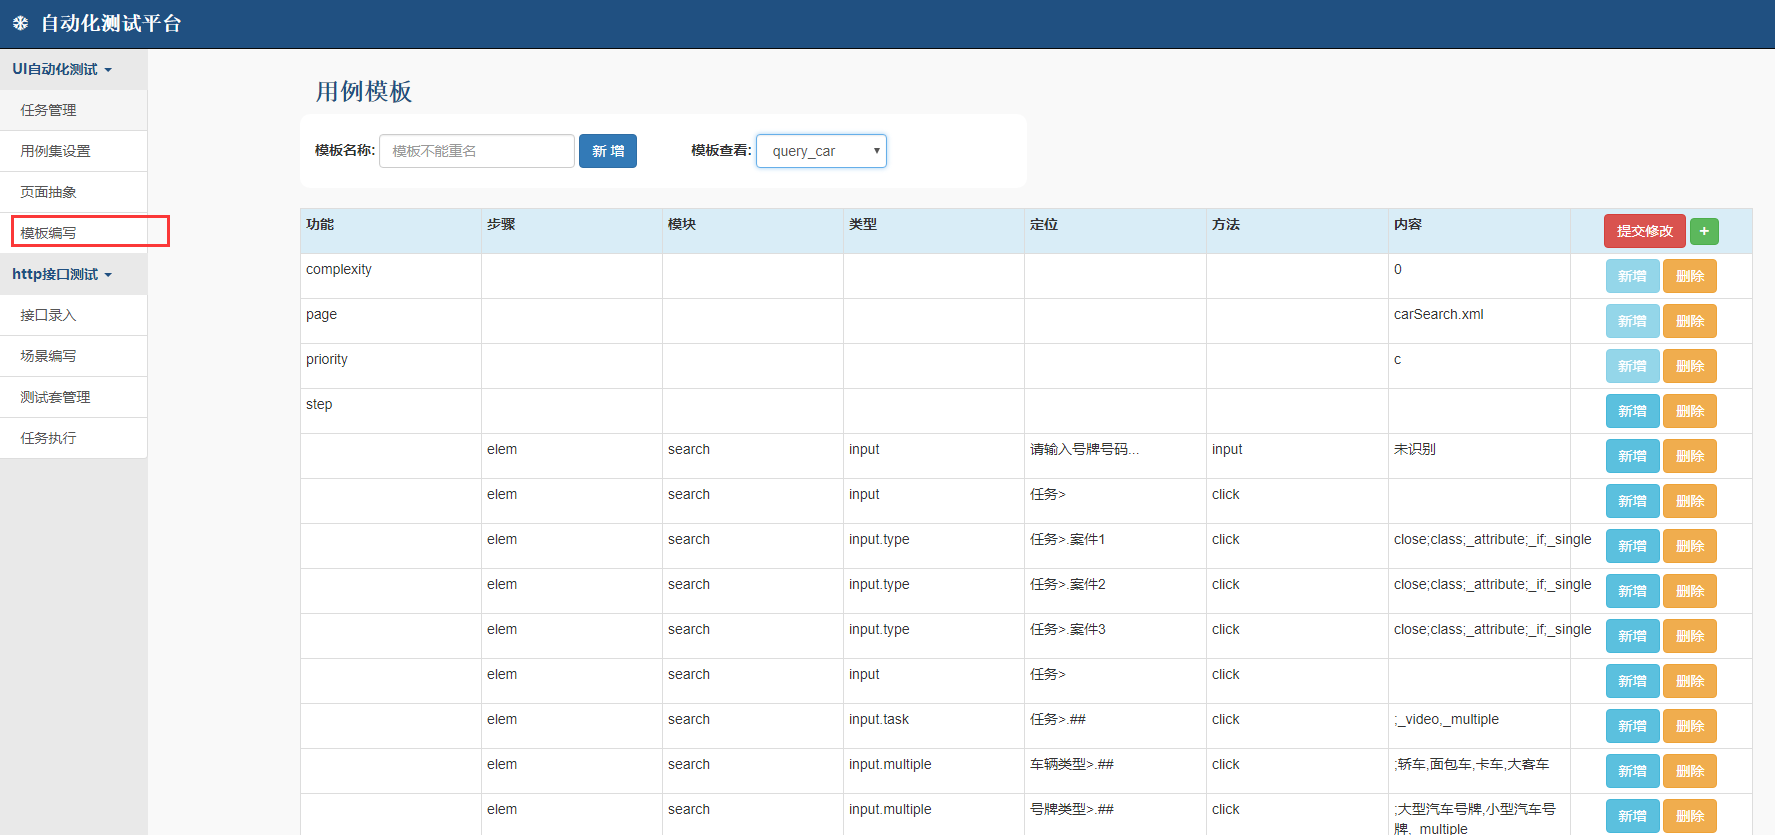 自动化测试平台
UI自动化测试
任务管理
用例集设置
页面抽象
模板编写
http接口测试
接口录入
场景编写
测试套管理
任务执行
用例模板
模板名称: 模板不能重名 新 增 模板查看: query_car
功能 步骤 模块 类型 定位 方法 内容 提交修改 +
complexity 0 新增 删除
page carSearch.xml 新增 删除
priority c 新增 删除
step 新增 删除
elem search input 请输入号牌号码... input 未识别 新增 删除
elem search input 任务> click 新增 删除
elem search input.type 任务>.案件1 click close;class;_attribute;_if;_single 新增 删除
elem search input.type 任务>.案件2 click close;class;_attribute;_if;_single 新增 删除
elem search input.type 任务>.案件3 click close;class;_attribute;_if;_single 新增 删除
elem search input 任务> click 新增 删除
elem search input.task 任务>.## click ;_video,_multiple 新增 删除
elem search input.multiple 车辆类型>.## click ;轿车,面包车,卡车,大客车 新增 删除
elem search input.multiple 号牌类型>.## click ;大型汽车号牌,小型汽车号 新增 删除
牌,_multiple